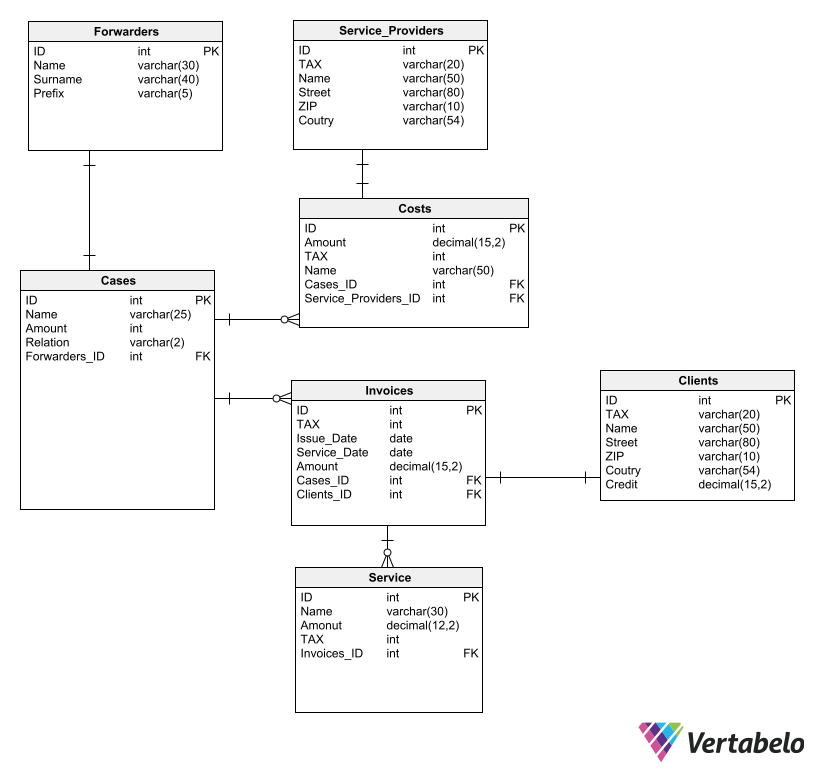 Forwarders
ID int PK
Name varchar(30)
Surname varchar(40)
Prefix varchar(5)
Service_Providers
ID int PK
TAX varchar(20)
Name varchar(50)
Street varchar(80)
ZIP varchar(10)
Coutry varchar(54)
Costs
ID int PK
Amount decimal(15,2)
TAX int
Name varchar(50)
Cases_ID int FK
Service_Providers_ID int FK
Cases
ID int PK
Name varchar(25)
Amount int
Relation varchar(2)
Forwarders_ID int FK
Invoices
ID int PK
TAX int
Issue_Date date
Service_Date date
Amount decimal(15,2)
Cases_ID int FK
Clients_ID int FK
Clients
ID int PK
TAX varchar(20)
Name varchar(50)
Street varchar(80)
ZIP varchar(10)
Coutry varchar(54)
Credit decimal(15,2)
Service
ID int PK
Name varchar(30)
Amonut decimal(12,2)
TAX int
Invoices_ID int FK
Vertabelo